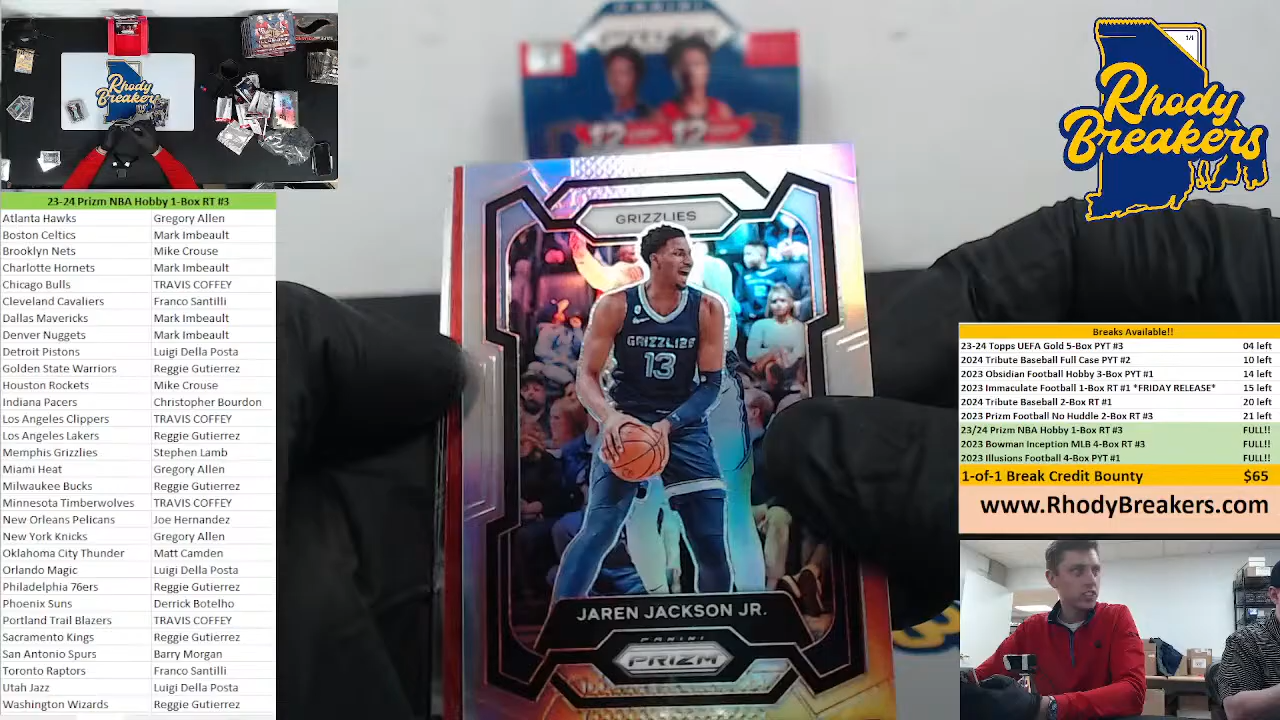 23-24 Prizm NBA Hobby 1-Box RT #3
Atlanta Hawks Gregory Allen
Boston Celtics Mark Imbeault
Brooklyn Nets Mike Crouse
Charlotte Hornets Mark Imbeault
Chicago Bulls TRAVIS COFFEY
Cleveland Cavaliers Franco Santilli
Dallas Mavericks Mark Imbeault
Denver Nuggets Mark Imbeault
Detroit Pistons Luigi Della Posta
Golden State Warriors Reggie Gutierrez
Houston Rockets Mike Crouse
Indiana Pacers Christopher Bourdon
Los Angeles Clippers TRAVIS COFFEY
Los Angeles Lakers Reggie Gutierrez
Memphis Grizzlies Stephen Lamb
Miami Heat Gregory Allen
Milwaukee Bucks Reggie Gutierrez
Minnesota Timberwolves TRAVIS COFFEY
New Orleans Pelicans Joe Hernandez
New York Knicks Gregory Allen
Oklahoma City Thunder Matt Camden
Orlando Magic Luigi Della Posta
Philadelphia 76ers Reggie Gutierrez
Phoenix Suns Derrick Botelho
Portland Trail Blazers TRAVIS COFFEY
Sacramento Kings Reggie Gutierrez
San Antonio Spurs Barry Morgan
Toronto Raptors Franco Santilli
Utah Jazz Luigi Della Posta
Washington Wizards Reggie Gutierrez
Rhody
Breakers
PANINI
12 12
GRIZZLIES
GRIZZLIES
13
JAREN JACKSON JR.
PANINI
PRIZM
1/1
Rhody
Breakers
Breaks Available!!
23-24 Topps UEFA Gold 5-Box PYT #3 04 left
2024 Tribute Baseball Full Case PYT #2 10 left
2023 Obsidian Football Hobby 3-Box PYT #1 14 left
2023 Immaculate Football 1-Box RT #1 *FRIDAY RELEASE* 15 left
2024 Tribute Baseball 2-Box RT #1 20 left
2023 Prizm Football No Huddle 2-Box RT #3 21 left
23/24 Prizm NBA Hobby 1-Box RT #3 FULL!!
2023 Bowman Inception MLB 4-Box RT #3 FULL!!
2023 Illusions Football 4-Box PYT #1 FULL!!
1-of-1 Break Credit Bounty $65
www.RhodyBreakers.com